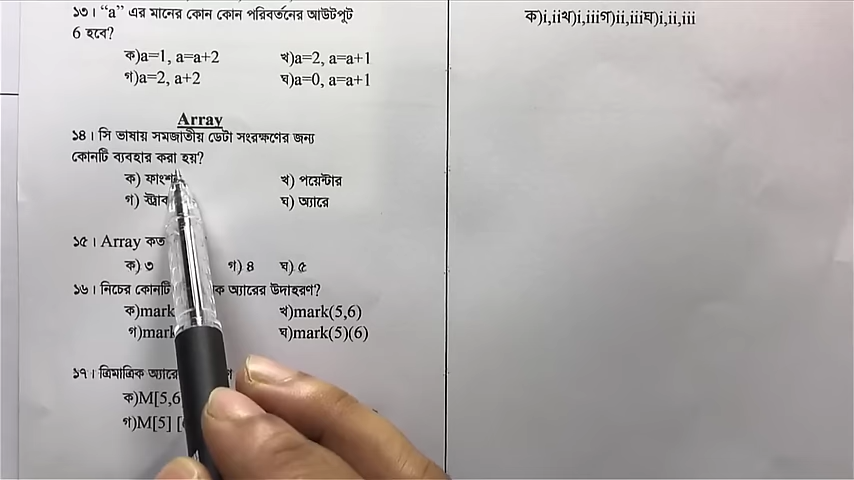 ১৩। “a” এর মানের কোন কোন পরিবর্তনের আউটপুট
6 হবে?
ক)a=1, a=a+2 খ)a=2, a=a+1
গ)a=2, a+2 ঘ)a=0, a=a+1
Array
১৪। সি ভাষায় সমজাতীয় ডেটা সংরক্ষণের জন্য
কোনটি ব্যবহার করা হয়?
ক) খ) পয়েন্টার
গ) ঘ) অ্যারে
১৫। Array কত
ক) ৩ গ) 4 ঘ) ৫
১৬। নিচের কোনটি অ্যারের উদাহরণ?
ক)mark খ)mark(5,6)
গ)mark ঘ)mark(5)(6)
১৭। ত্রিমাত্রিক
ক)M[5,6
গ)M[5] [
ক)i,iiখ)i,iiiগ)ii,iiiঘ)i,ii,iii